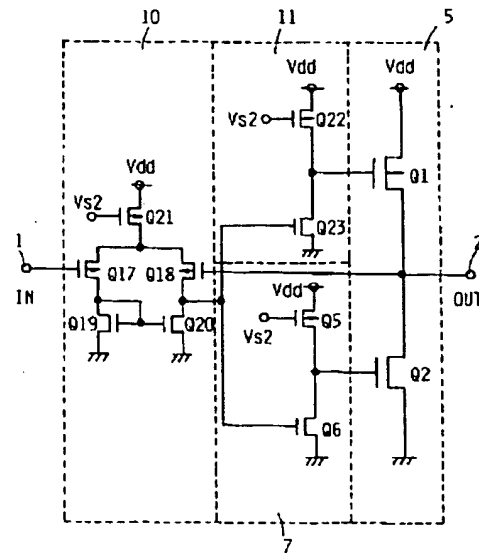 10
11
5
Vdd
Vdd
Vs2
Q22
Vdd
Vs2
Q21
Q1
1
Q23
2
IN
Q17
Q18
Vdd
OUT
Q19
Q20
Q5
Vs2
Q2
Q6
7